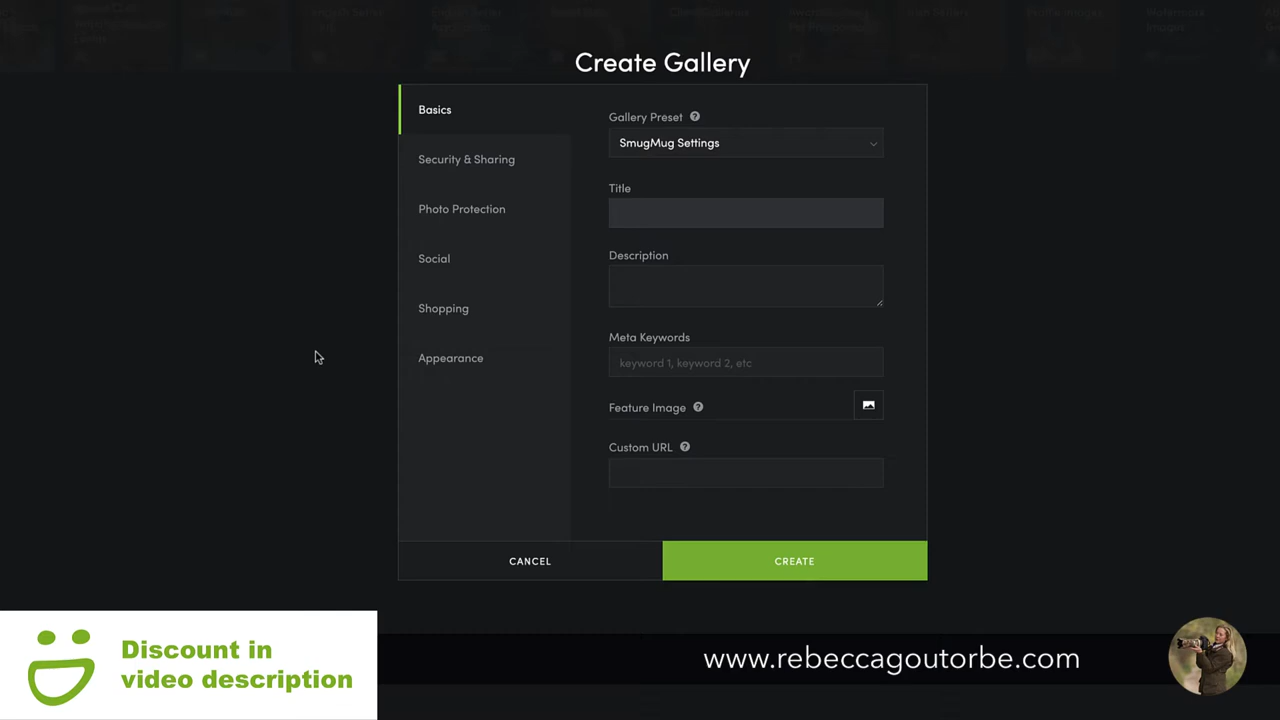 Create Gallery
Basics
Security & Sharing
Photo Protection
Social
Shopping
Appearance
Gallery Preset ?
SmugMug Settings
Title
Description
Meta Keywords
keyword 1, keyword 2, etc
Feature Image ?
Custom URL ?
CANCEL
CREATE
Discount in
video description
www.rebeccagoutorbe.com